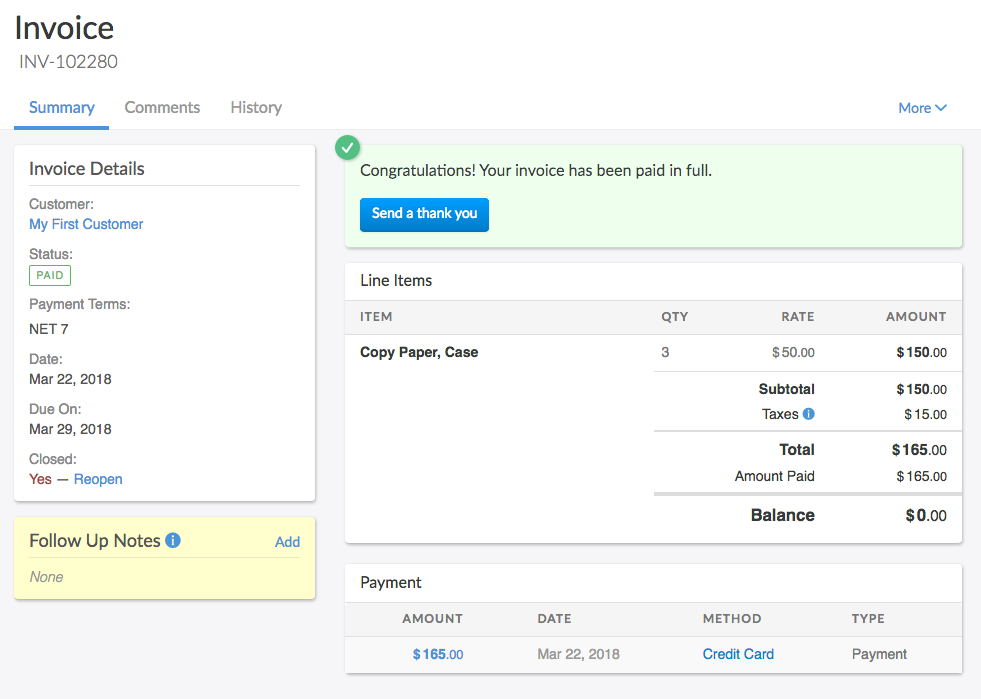 Invoice
INV-102280
Summary Comments History More
Invoice Details
Customer:
My First Customer
Status:
PAID
Payment Terms:
NET 7
Date:
Mar 22, 2018
Due On:
Mar 29, 2018
Closed:
Yes — Reopen
Follow Up Notes Add
None
Congratulations! Your invoice has been paid in full.
Send a thank you
Line Items
ITEM QTY RATE AMOUNT
Copy Paper, Case 3 $50.00 $150.00
Subtotal $150.00
Taxes $15.00
Total $165.00
Amount Paid $165.00
Balance $0.00
Payment
AMOUNT DATE METHOD TYPE
$165.00 Mar 22, 2018 Credit Card Payment